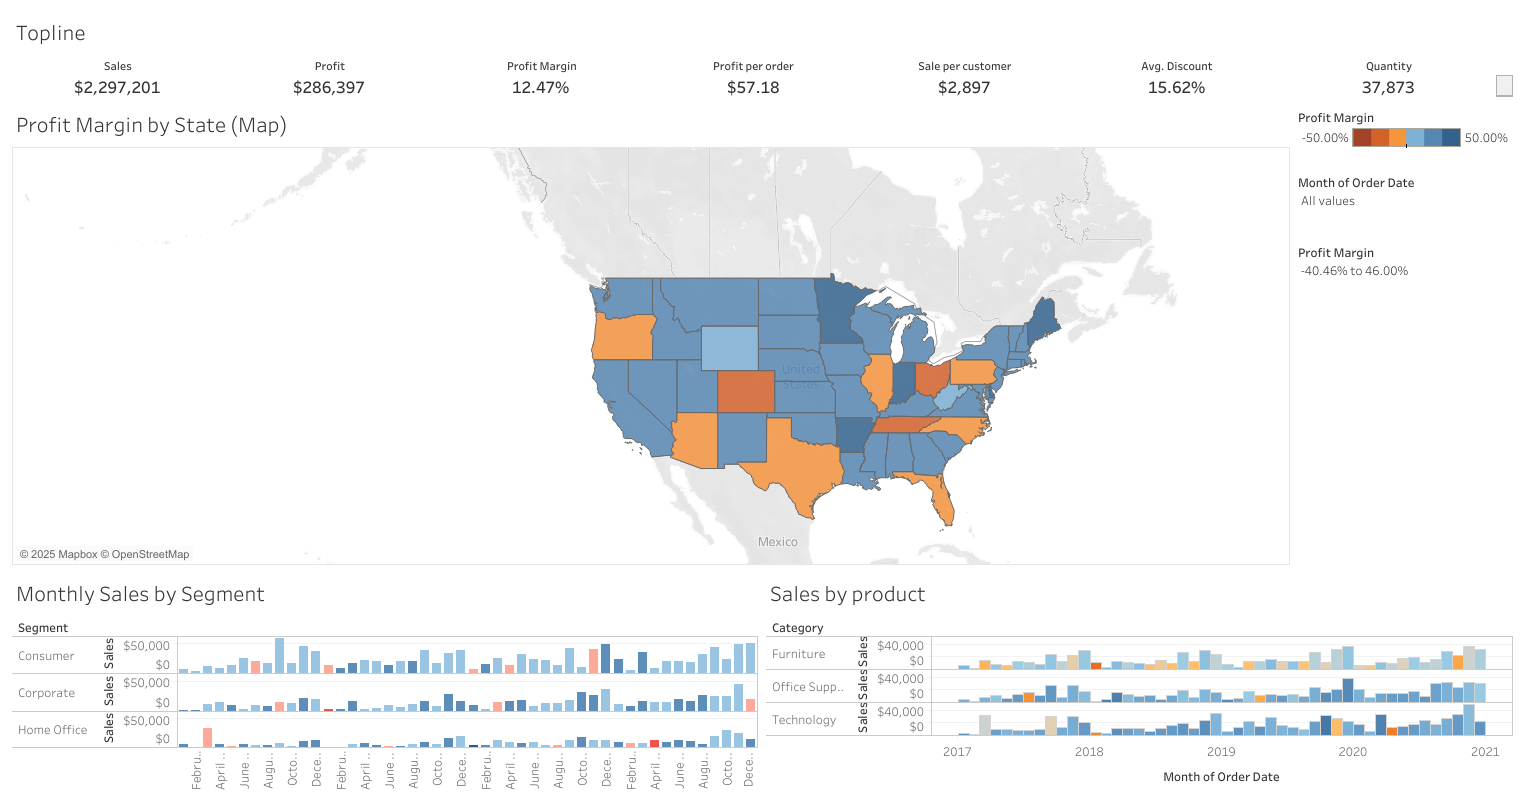 Topline
Sales Profit Profit Margin Profit per order Sale per customer Avg. Discount Quantity
$2,297,201 $286,397 12.47% $57.18 $2,897 15.62% 37,873
Profit Margin by State (Map)
Profit Margin
-50.00% 50.00%
Month of Order Date
All values
Profit Margin
-40.46% to 46.00%
United
States
Mexico
© 2025 Mapbox © OpenStreetMap
Monthly Sales by Segment
Segment
Consumer
Sales
$50,000
$0
Corporate
Sales
$50,000
$0
Home Office
Sales
$50,000
$0
Febru.. April .. June .. Augu.. Octo.. Dece.. Febru.. April .. June .. Augu.. Octo.. Dece.. Febru.. April .. June .. Augu.. Octo.. Dece.. Febru.. April .. June .. Augu.. Octo.. Dece..
Sales by product
Category
Furniture
Sales
$40,000
$0
Office Supp..
Sales
$40,000
$0
Technology
Sales
$40,000
$0
2017 2018 2019 2020 2021
Month of Order Date